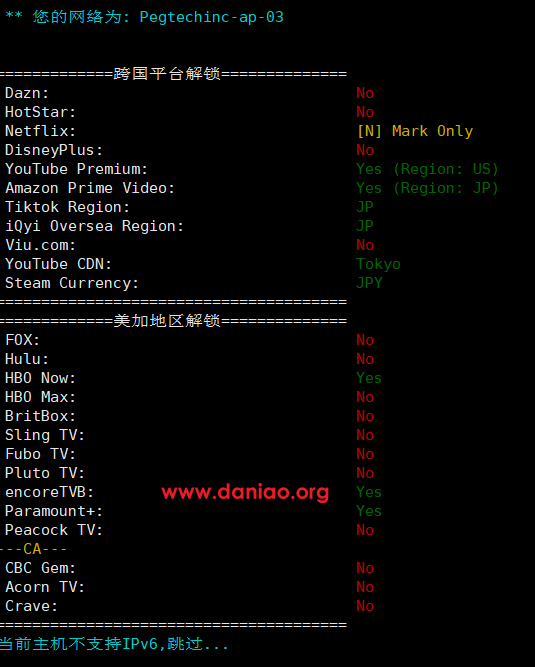 ** 您的网络为: Pegtechinc-ap-03
=============跨国平台解锁==============
Dazn: No
HotStar: No
Netflix: [N] Mark Only
DisneyPlus: No
YouTube Premium: Yes (Region: US)
Amazon Prime Video: Yes (Region: JP)
Tiktok Region: JP
iQyi Oversea Region: JP
Viu.com: No
YouTube CDN: Tokyo
Steam Currency: JPY
=======================================
=============美加地区解锁==============
FOX: No
Hulu: No
HBO Now: Yes
HBO Max: No
BritBox: No
Sling TV: No
Fubo TV: No
Pluto TV: No
encoreTVB: Yes
www.daniao.org
Paramount+: Yes
Peacock TV: No
---CA---
CBC Gem: No
Acorn TV: No
Crave: No
=======================================
当前主机不支持IPv6,跳过...